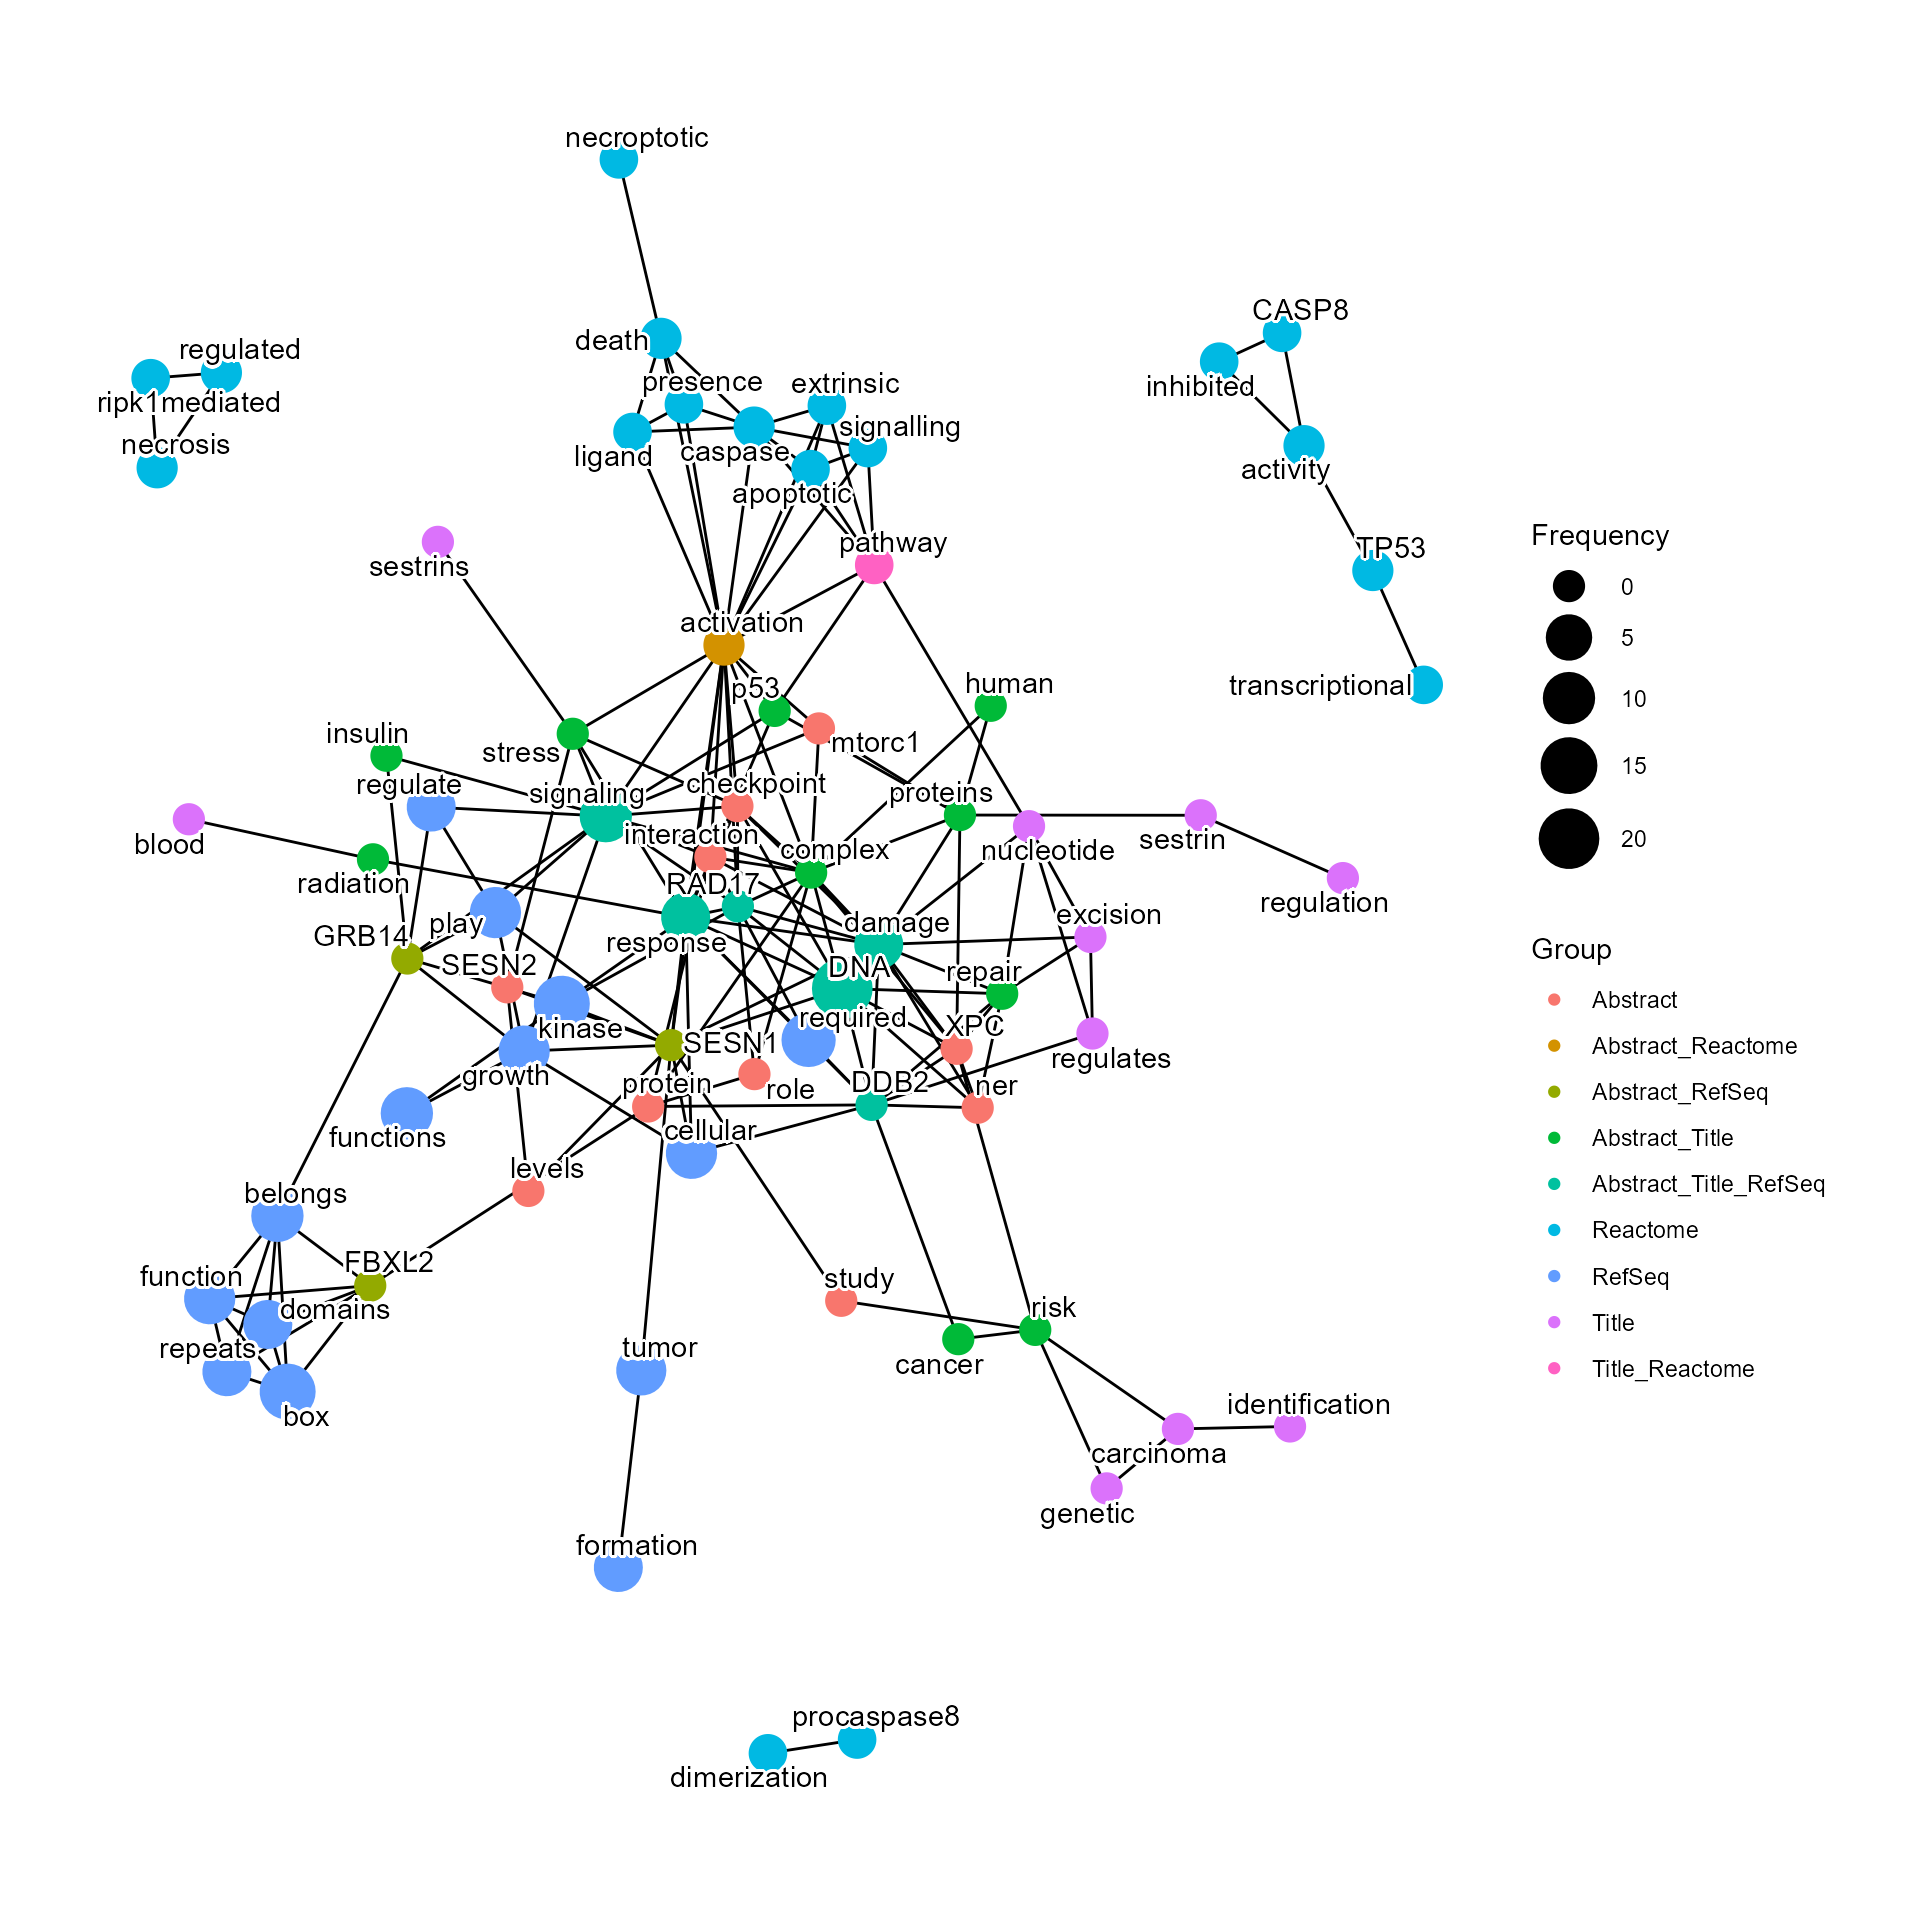 necroptotic
CASP8
death
regulated
presence
extrinsic
inhibited
ripk1mediated
signalling
necrosis
ligand
caspase
activity
apoptotic
pathway
TP53
sestrins
activation
transcriptional
p53
human
insulin
stress
mtorc1
regulate
signaling
checkpoint
proteins
blood
interaction
complex
nucleotide
sestrin
radiation
RAD17
regulation
GRB14
play
response
damage
excision
SESN2
DNA
repair
kinase
required
XPC
growth
SESN1
regulates
protein
role
DDB2
ner
functions
cellular
levels
belongs
FBXL2
function
domains
study
risk
repeats
tumor
cancer
box
identification
carcinoma
genetic
formation
procaspase8
dimerization
Frequency
0
5
10
15
20
Group
Abstract
Abstract_Reactome
Abstract_RefSeq
Abstract_Title
Abstract_Title_RefSeq
Reactome
RefSeq
Title
Title_Reactome